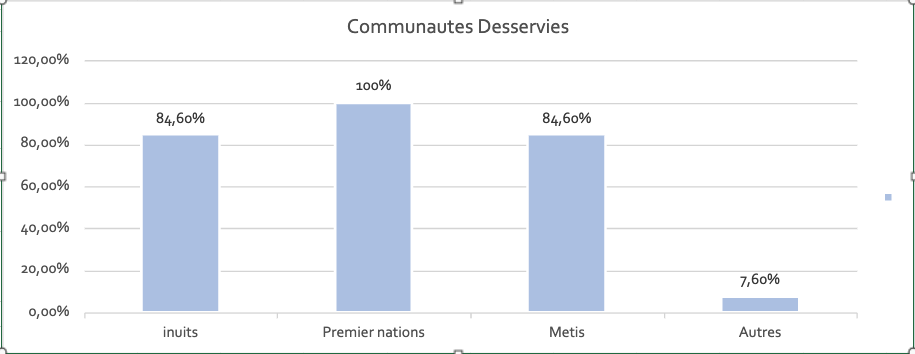 Communautes Desservies
120,00%
100,00%
80,00%
60,00%
40,00%
20,00%
0,00%
84,60%
100%
84,60%
7,60%
inuits
Premier nations
Metis
Autres